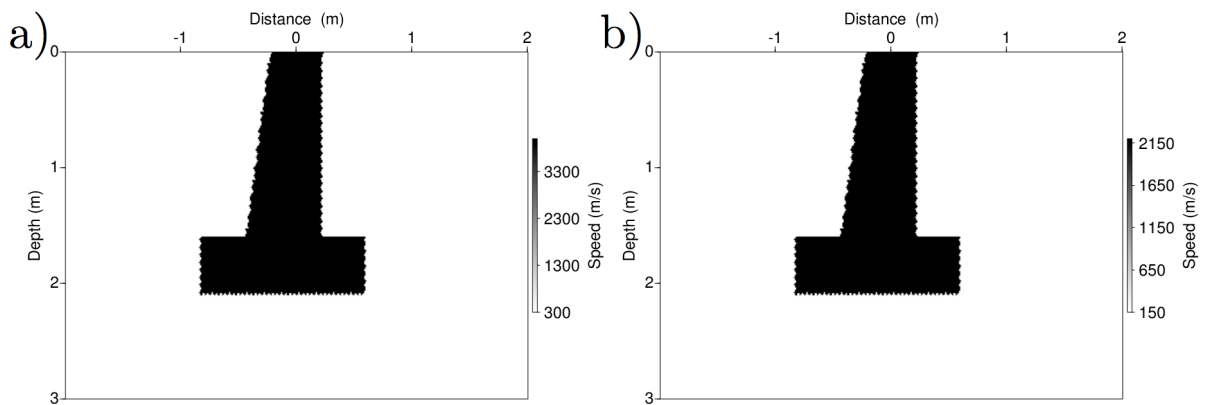 a)
Distance (m)
-1 0 1 2
0
1
2
3
Depth (m)
3300
2300
1300
300
Speed (m/s)
b)
Distance (m)
-1 0 1 2
0
1
2
3
Depth (m)
2150
1650
1150
650
150
Speed (m/s)